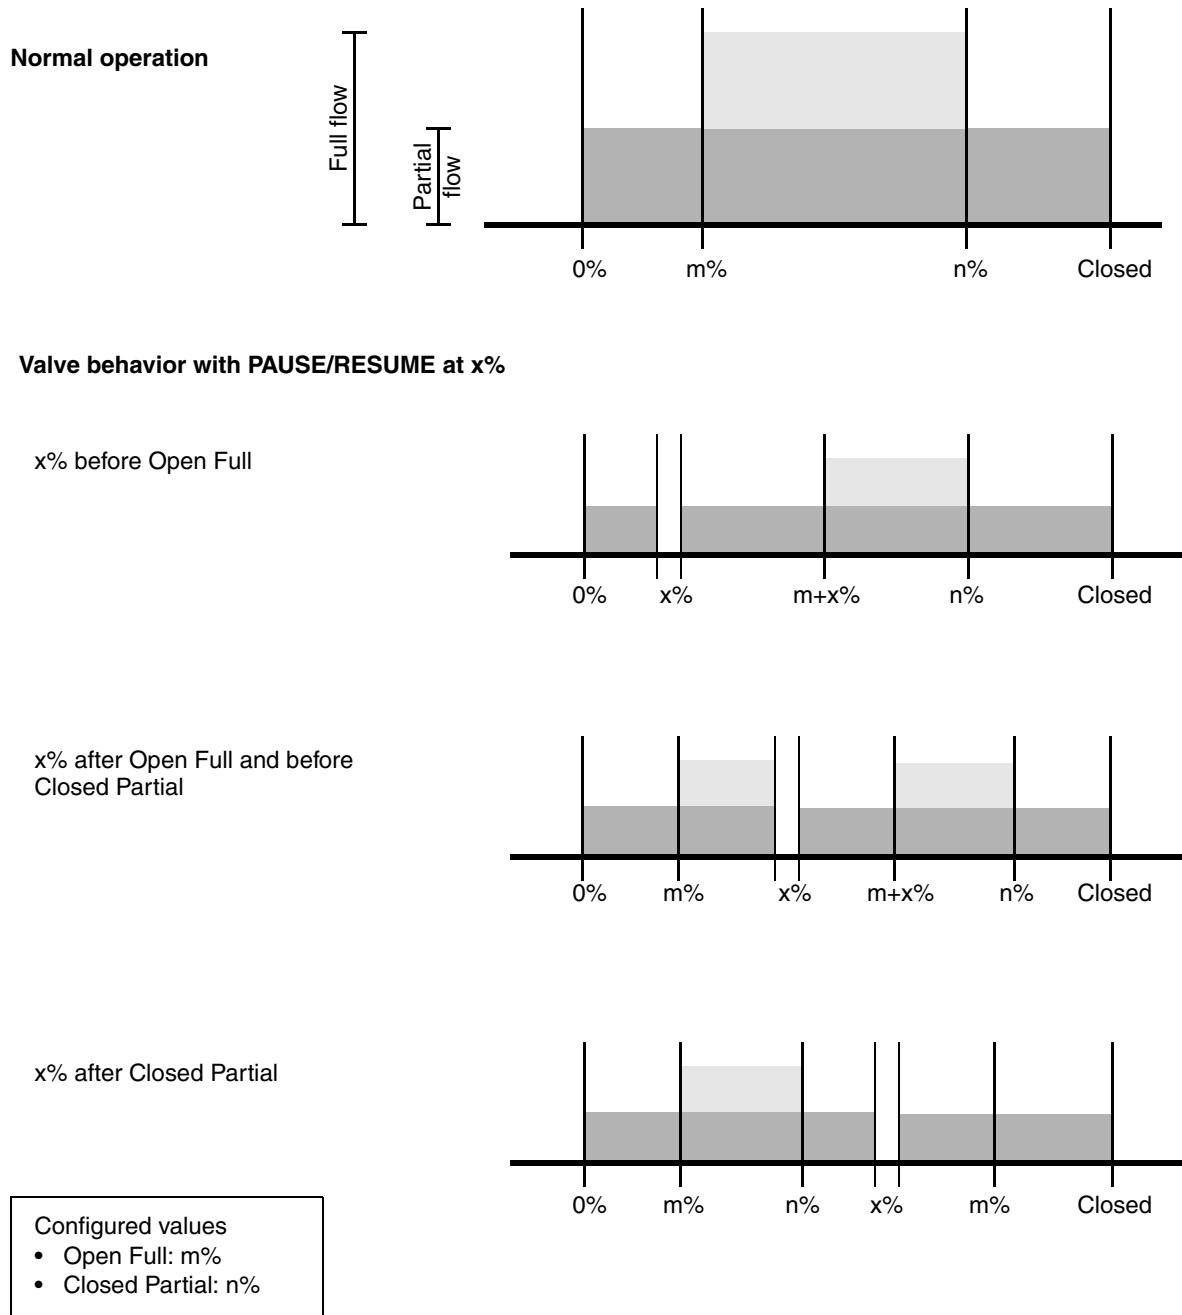 Normal operation
Full flow
Partial
flow
0% m% n% Closed
Valve behavior with PAUSE/RESUME at x%
x% before Open Full
0% x% m+x% n% Closed
x% after Open Full and before
Closed Partial
0% m% x% m+x% n% Closed
x% after Closed Partial
0% m% n% x% m% Closed
Configured values
• Open Full: m%
• Closed Partial: n%